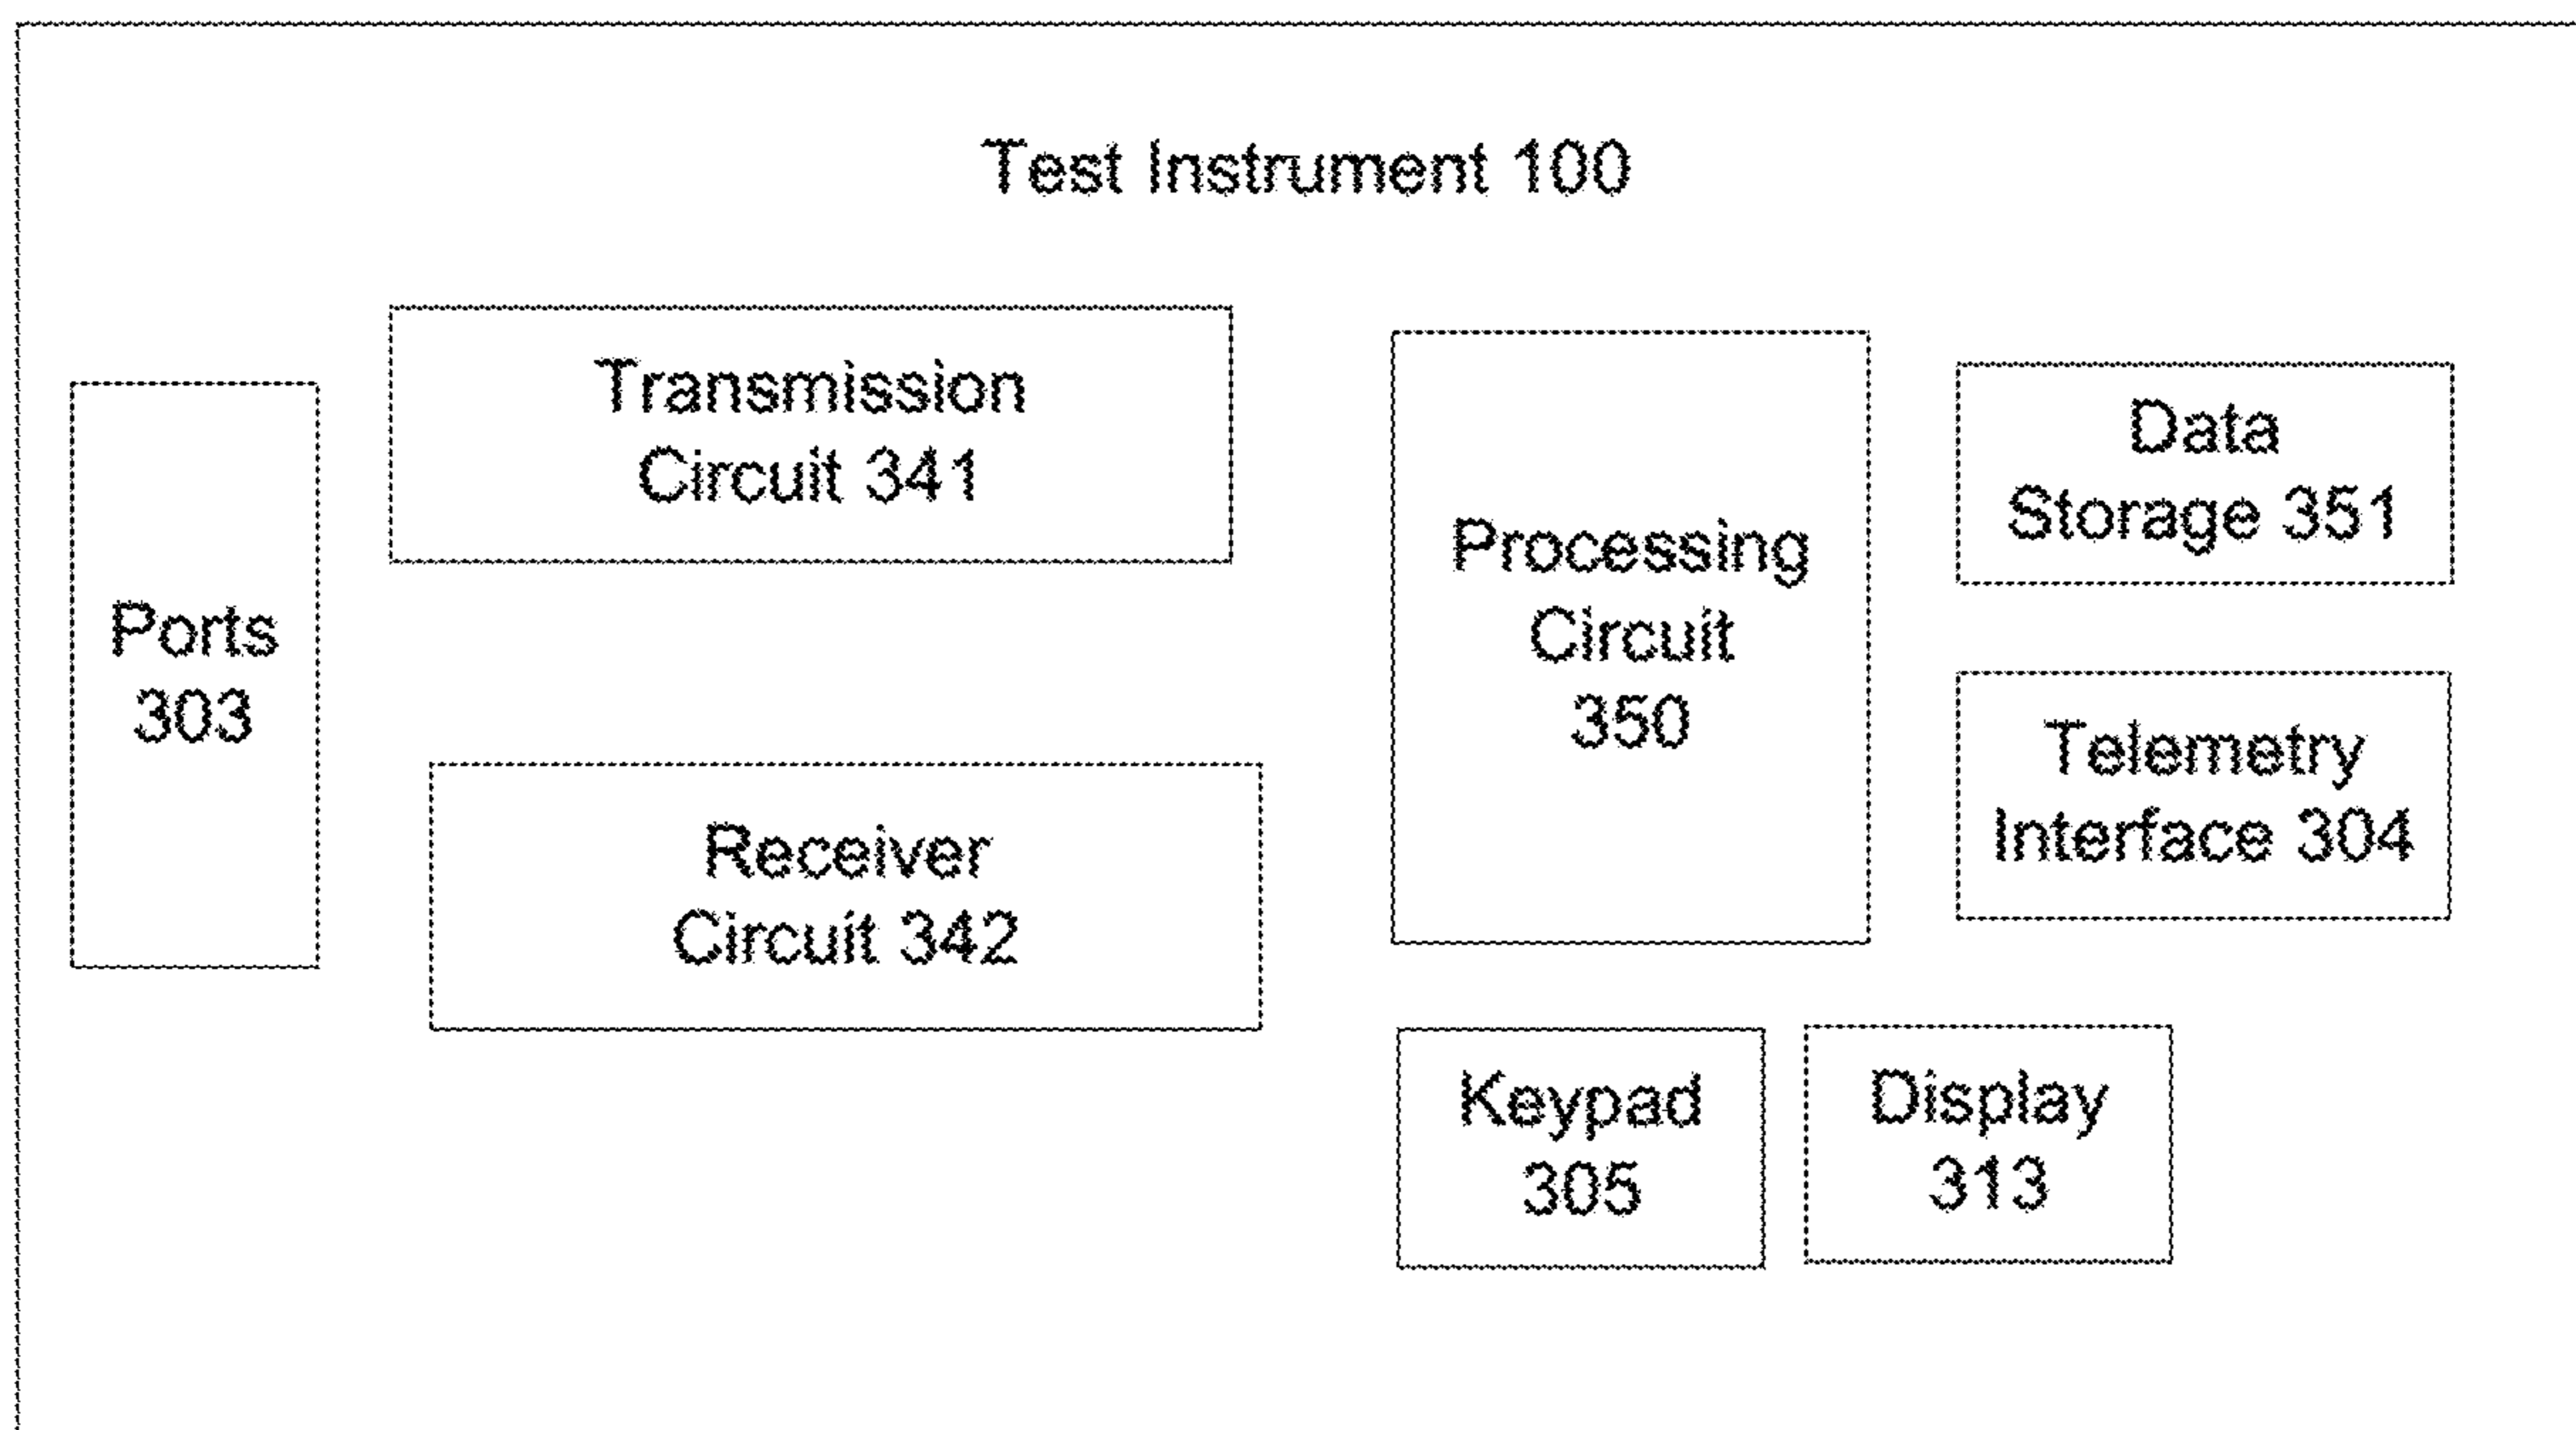 Test Instrument 100
Transmission
Circuit 341
Ports
303
Receiver
Circuit 342
Processing
Circuit
350
Data
Storage 351
Telemetry
Interface 304
Keypad
305
Display
313